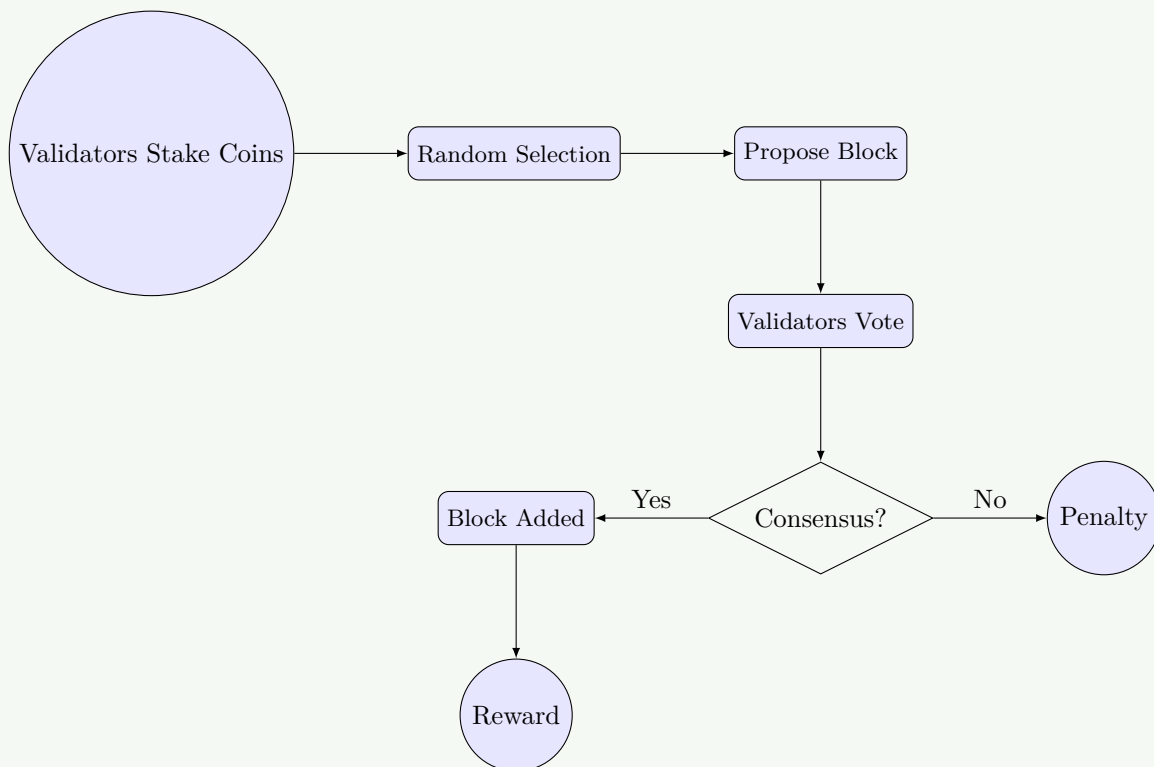 Validators Stake Coins
Random Selection
Propose Block
Validators Vote
Consensus?
Yes
No
Block Added
Penalty
Reward